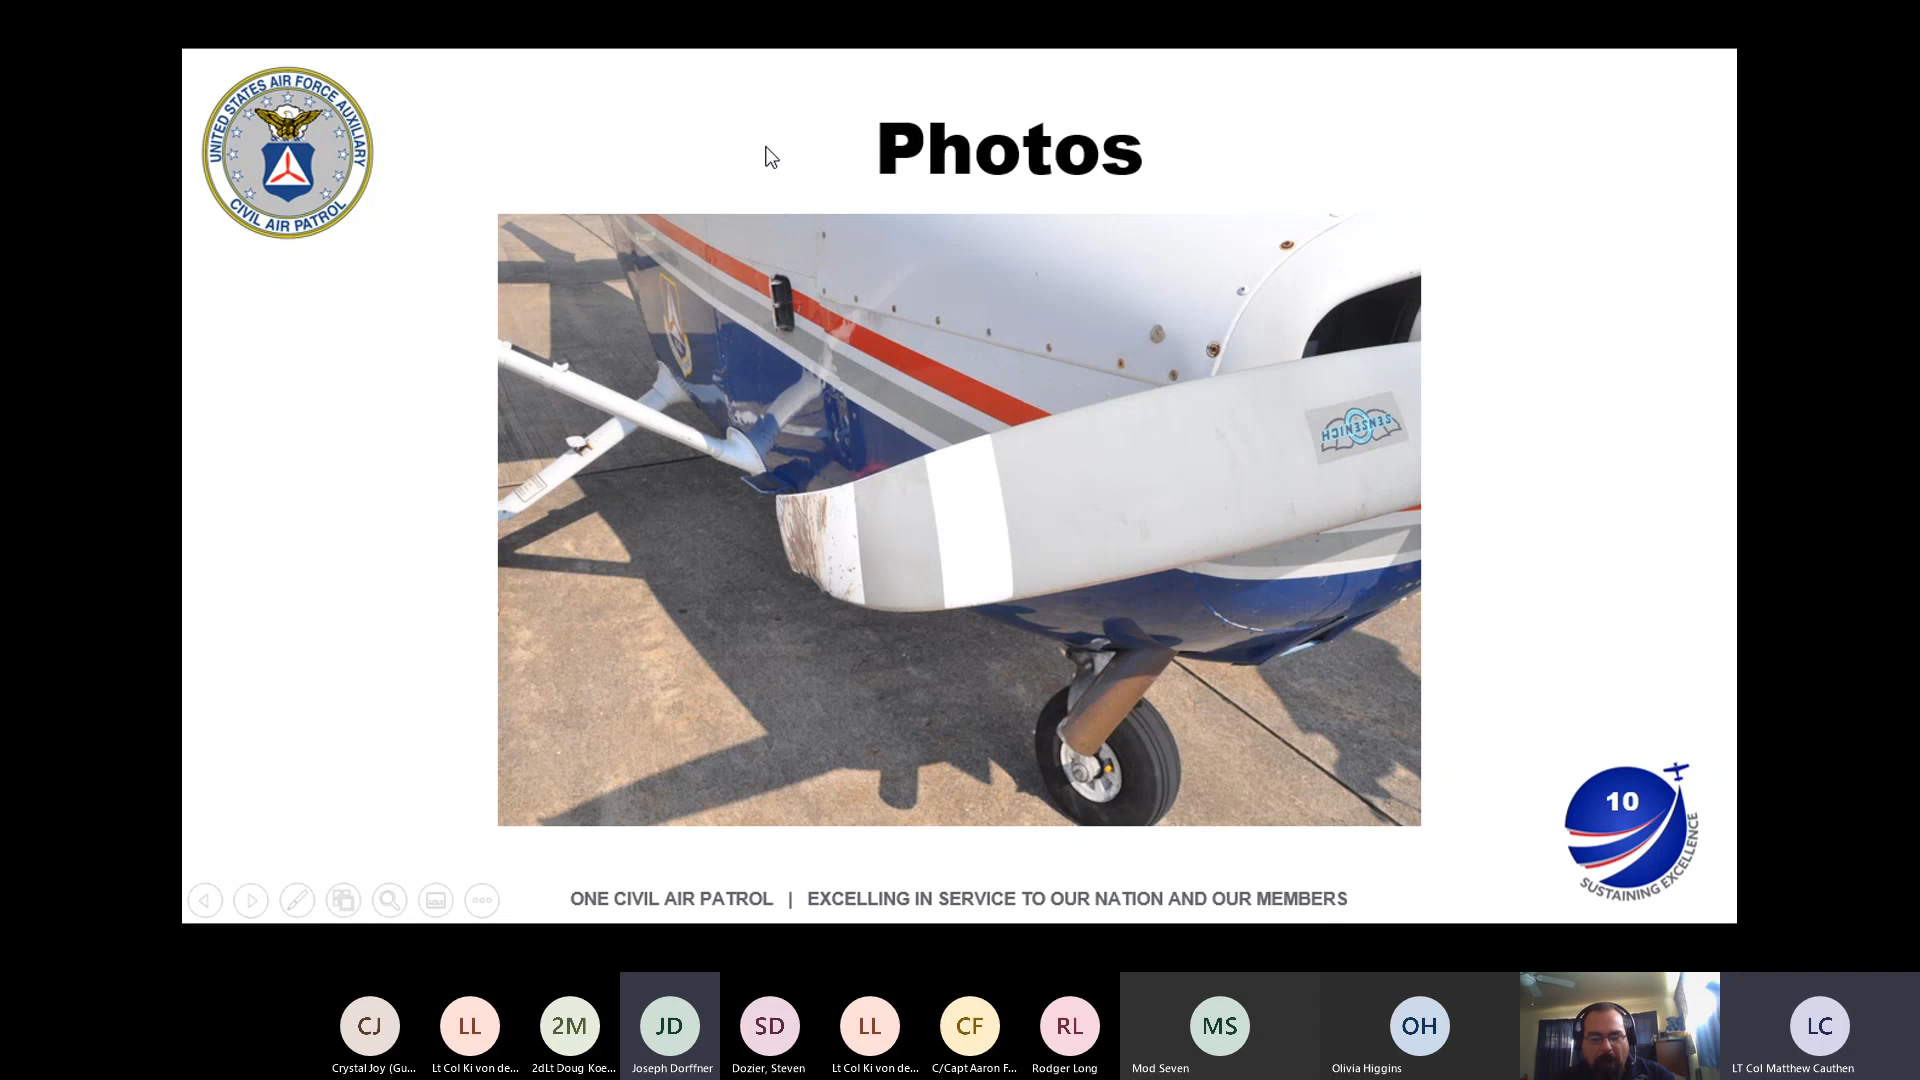 UNITED STATES AIR FORCE AUXILIARY
CIVIL AIR PATROL
Photos
SENSENICH
10
SUSTAINING EXCELLENCE
ONE CIVIL AIR PATROL | EXCELLING IN SERVICE TO OUR NATION AND OUR MEMBERS
CJ LL 2M JD SD LL CF RL MS OH LC
Crystal Joy (Gu... Lt Col Ki von de... 2dLt Doug Koe... Joseph Dorffner Dozier, Steven Lt Col Ki von de... C/Capt Aaron F... Rodger Long Mod Seven Olivia Higgins LT Col Matthew Cauthen